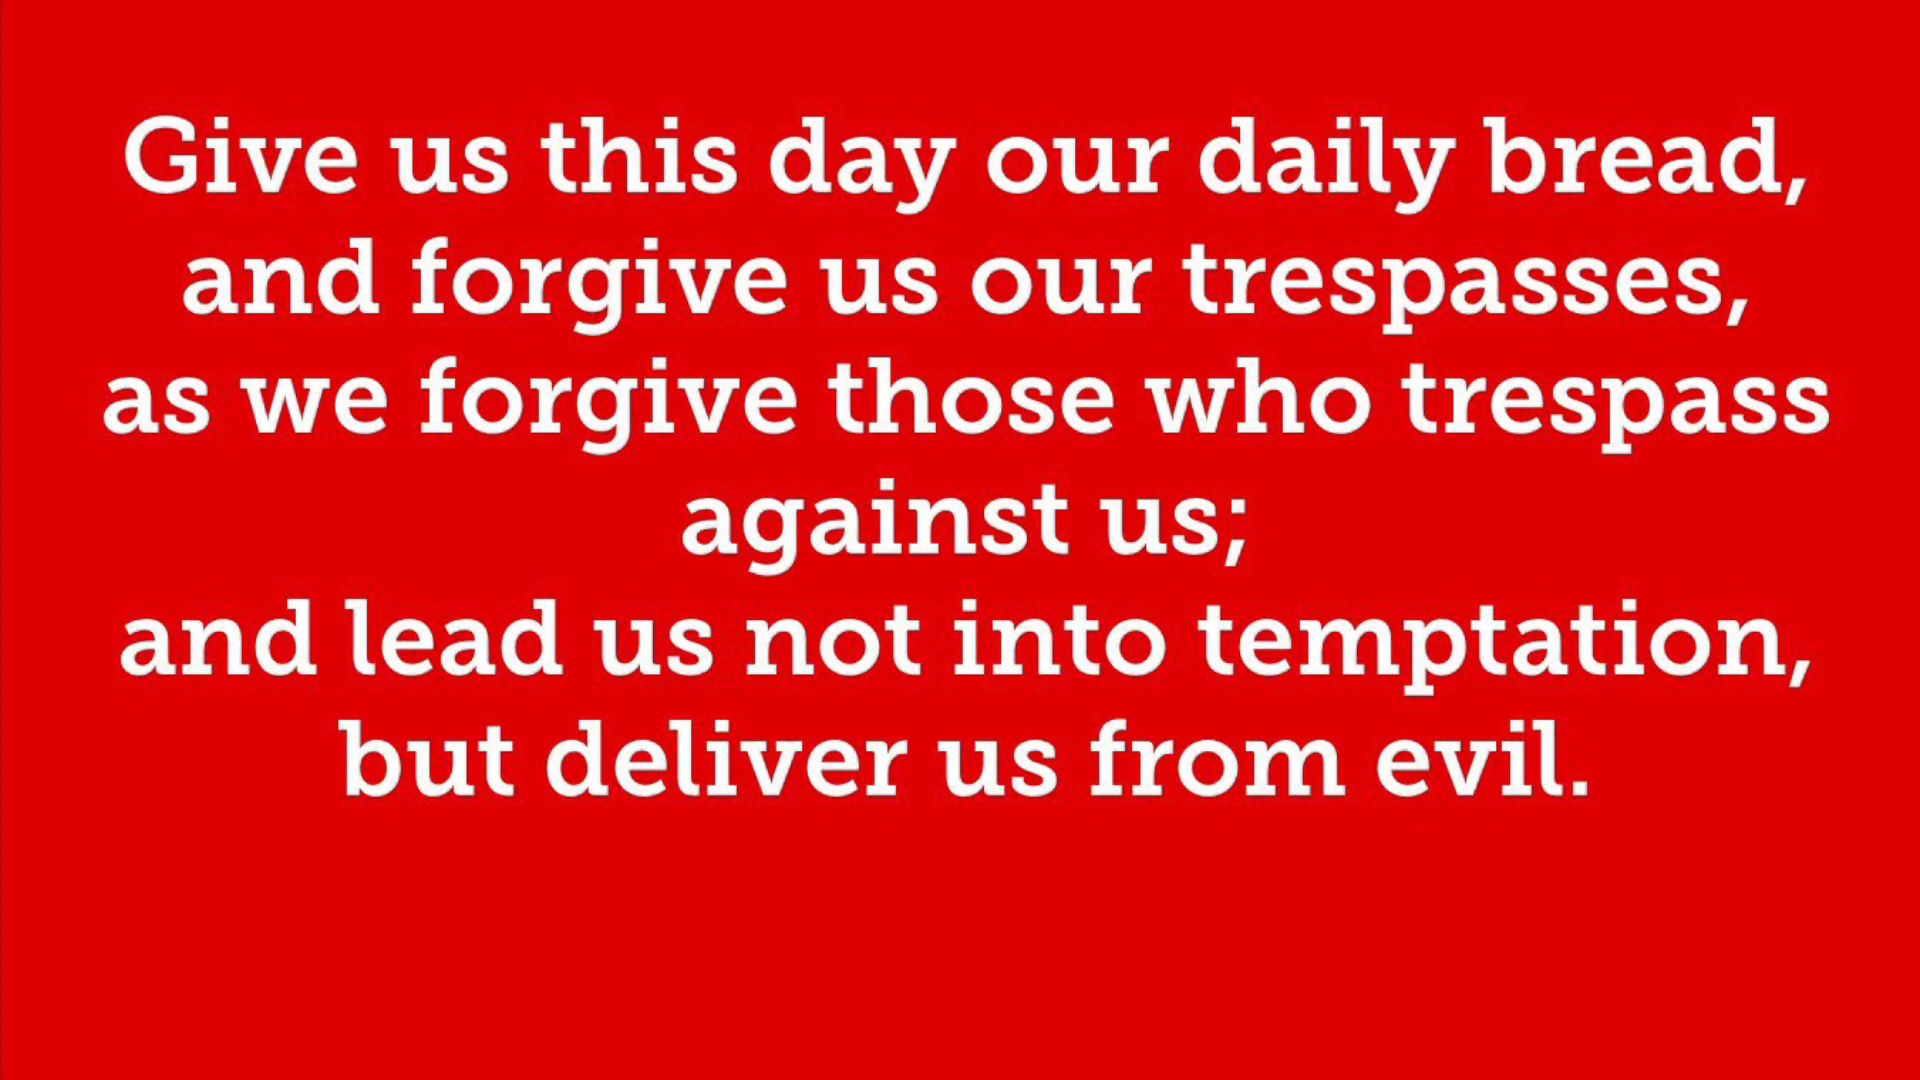 Give us this day our daily bread,
and forgive us our trespasses,
as we forgive those who trespass
against us;
and lead us not into temptation,
but deliver us from evil.